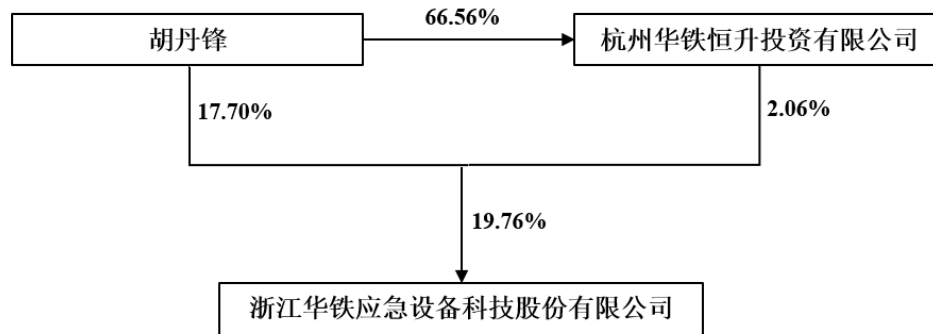 66.56%
胡丹锋
杭州华铁恒升投资有限公司
17.70%
2.06%
19.76%
浙江华铁应急设备科技股份有限公司